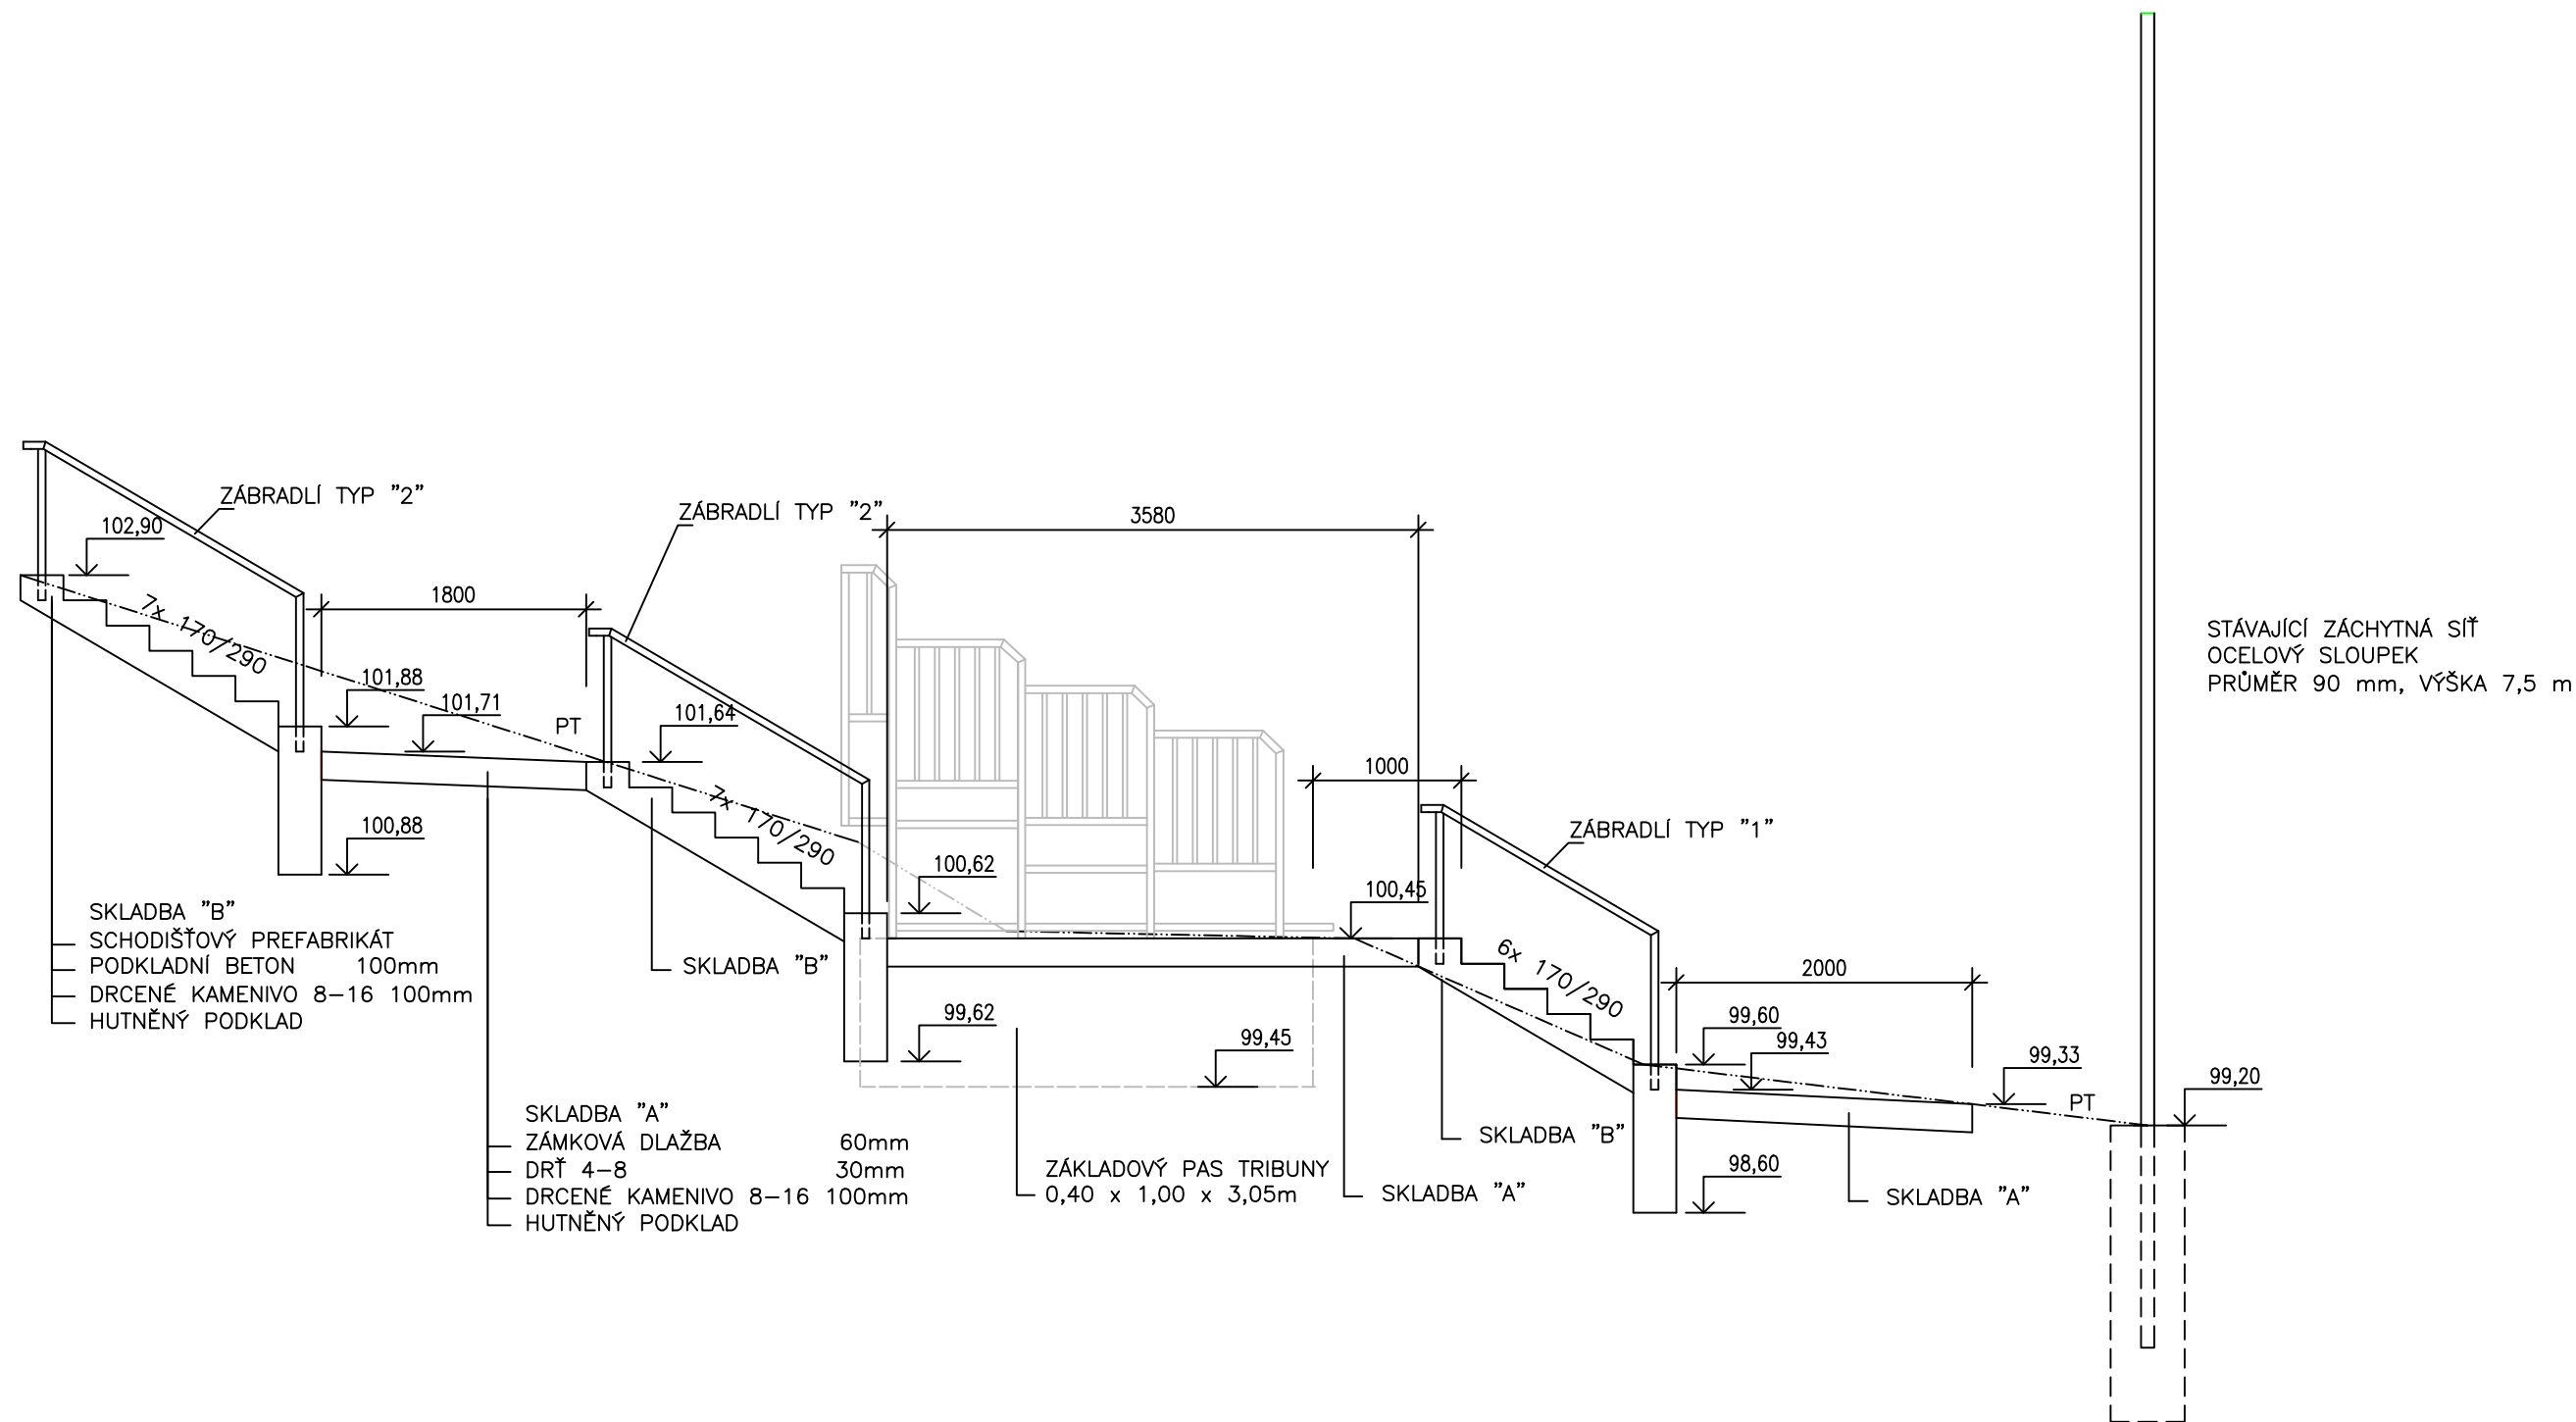 ZÁBRADLÍ TYP "2"
102,90
7x 170/290
1800
101,88
101,71
100,88
PT
ZÁBRADLÍ TYP "2"
101,64
7x 170/290
3580
100,62
99,62
1000
100,45
99,45
ZÁBRADLÍ TYP "1"
6x 170/290
2000
99,60
99,43
99,33
98,60
PT
99,20
STÁVAJÍCÍ ZÁCHYTNÁ SÍŤ
OCELOVÝ SLOUPEK
PRŮMĚR 90 mm, VÝŠKA 7,5 m
SKLADBA "B"
SCHODIŠŤOVÝ PREFABRIKÁT
PODKLADNÍ BETON 100mm
DRCENÉ KAMENIVO 8-16 100mm
HUTNĚNÝ PODKLAD
SKLADBA "B"
SKLADBA "A"
ZÁMKOVÁ DLAŽBA 60mm
DRŤ 4-8 30mm
DRCENÉ KAMENIVO 8-16 100mm
HUTNĚNÝ PODKLAD
ZÁKLADOVÝ PAS TRIBUNY
0,40 x 1,00 x 3,05m
SKLADBA "A"
SKLADBA "B"
SKLADBA "A"